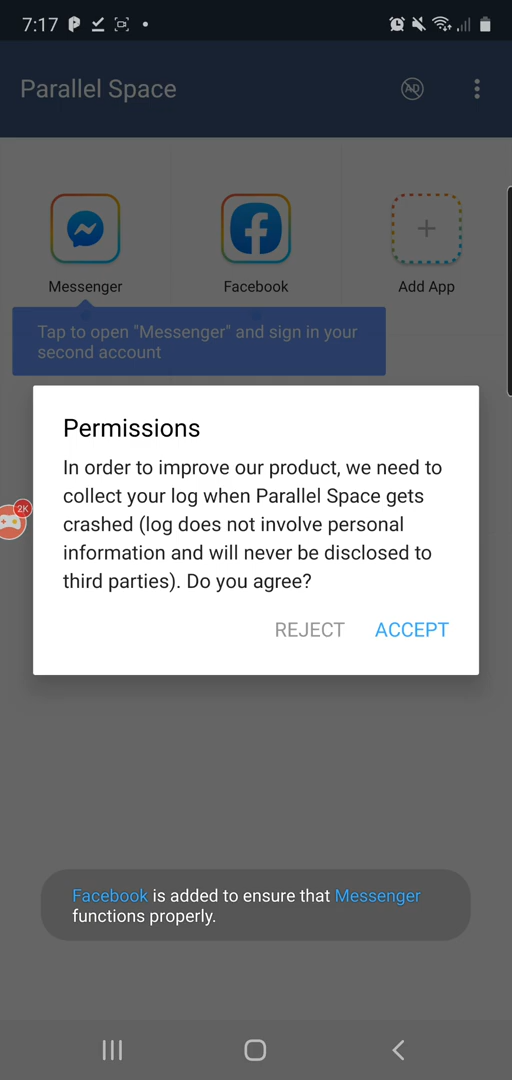 7:17
Parallel Space
AD
Messenger
Facebook
Add App
Tap to open "Messenger" and sign in your
second account
Permissions
In order to improve our product, we need to
collect your log when Parallel Space gets
crashed (log does not involve personal
information and will never be disclosed to
third parties). Do you agree?
2K
REJECT ACCEPT
Facebook is added to ensure that Messenger
functions properly.